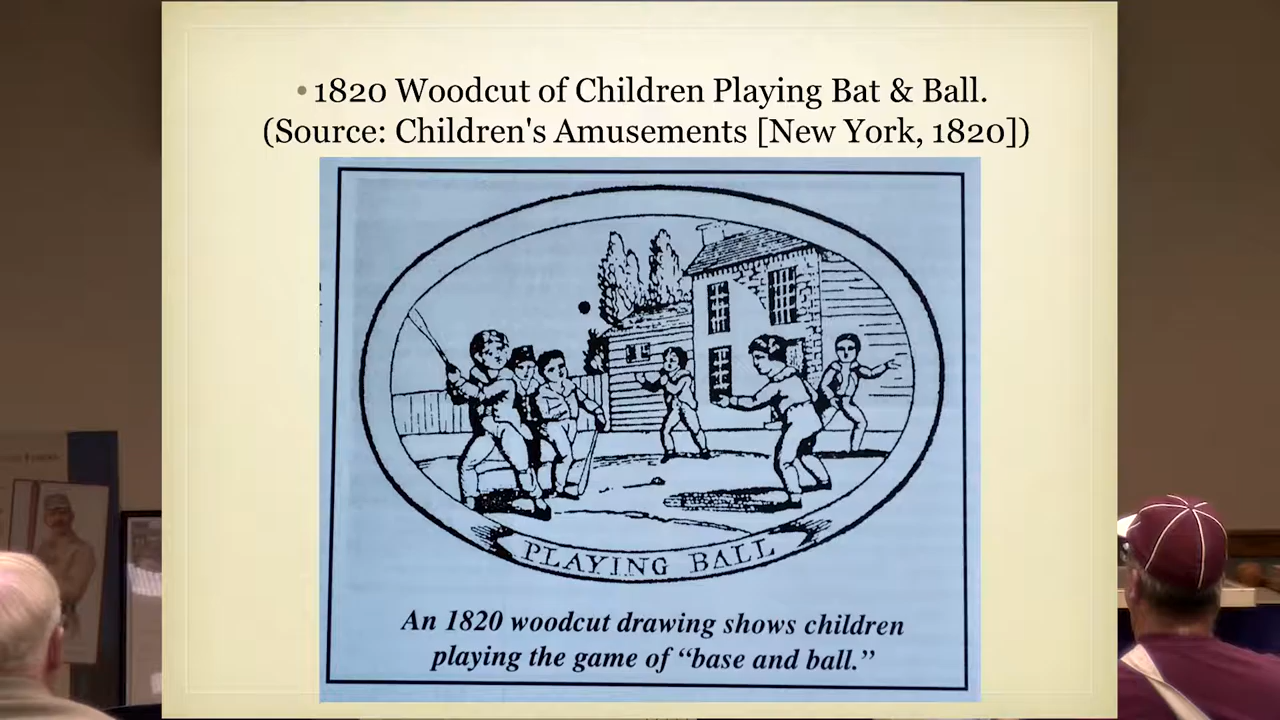 • 1820 Woodcut of Children Playing Bat & Ball.
(Source: Children's Amusements [New York, 1820])
PLAYING BALL
An 1820 woodcut drawing shows children
playing the game of “base and ball.”